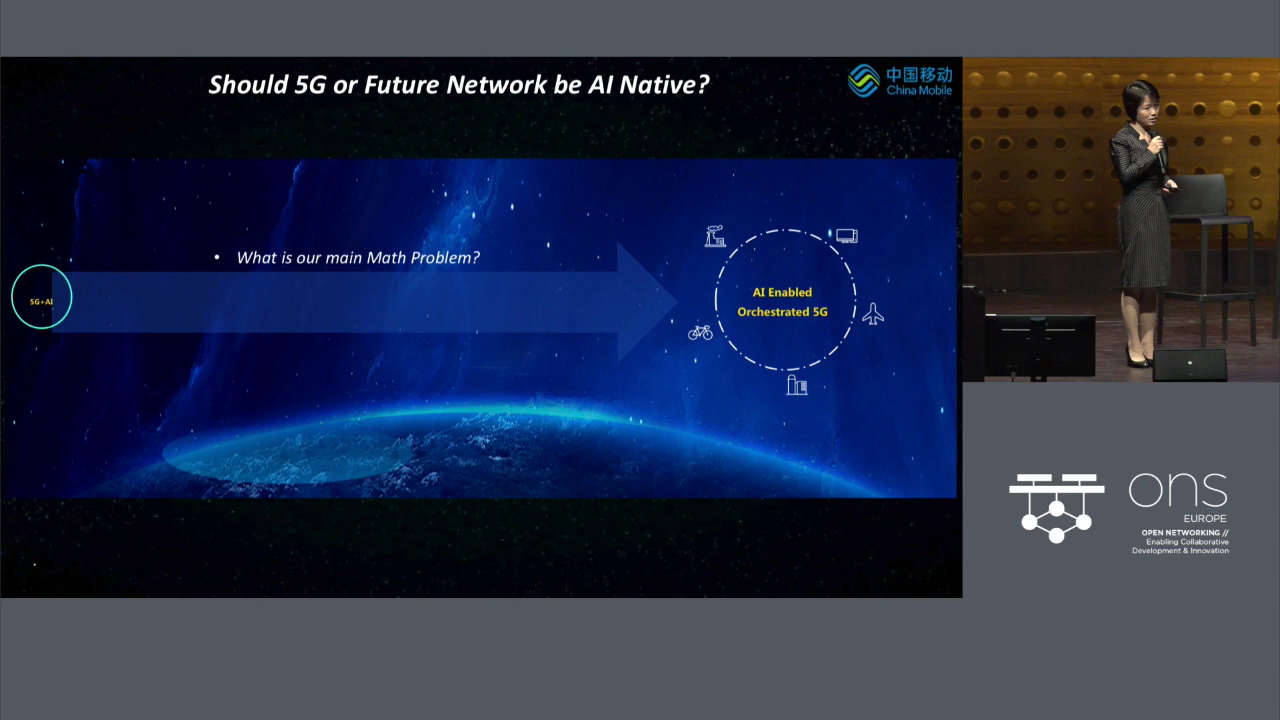 Should 5G or Future Network be AI Native?
中国移动
China Mobile
• What is our main Math Problem?
5G+AI
AI Enabled
Orchestrated 5G
ons
EUROPE
OPEN NETWORKING //
Enabling Collaborative
Development & Innovation